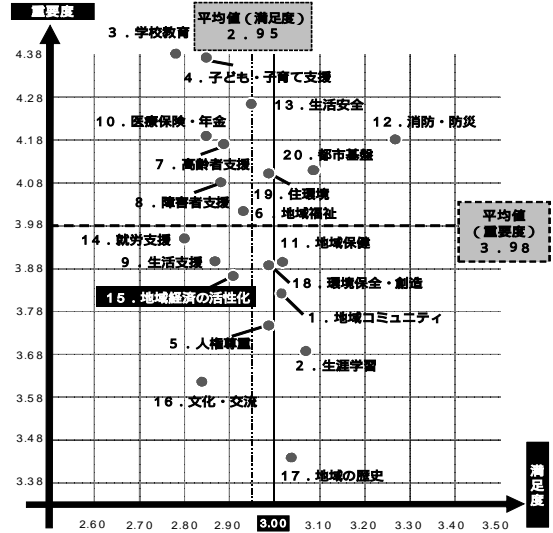 重要度
平均値（満足度）
２．９５
３．学校教育
4.38
４．子ども・子育て支援
4.28
１３．生活安全
１０．医療保険・年金
１２．消防・防災
4.18
２０．都市基盤
７．高齢者支援
4.08
８．障害者支援
１９．住環境
６．地域福祉
平均値
（重要度）
３．９８
3.98
１４．就労支援
１１．地域保健
９．生活支援
3.88
１８．環境保全・創造
１５．地域経済の活性化
3.78
１．地域コミュニティ
５．人権尊重
3.68
２．生涯学習
3.58
１６．文化・交流
3.48
１７．地域の歴史
3.38
満足度
2.60 2.70 2.80 2.90 3.00 3.10 3.20 3.30 3.40 3.50